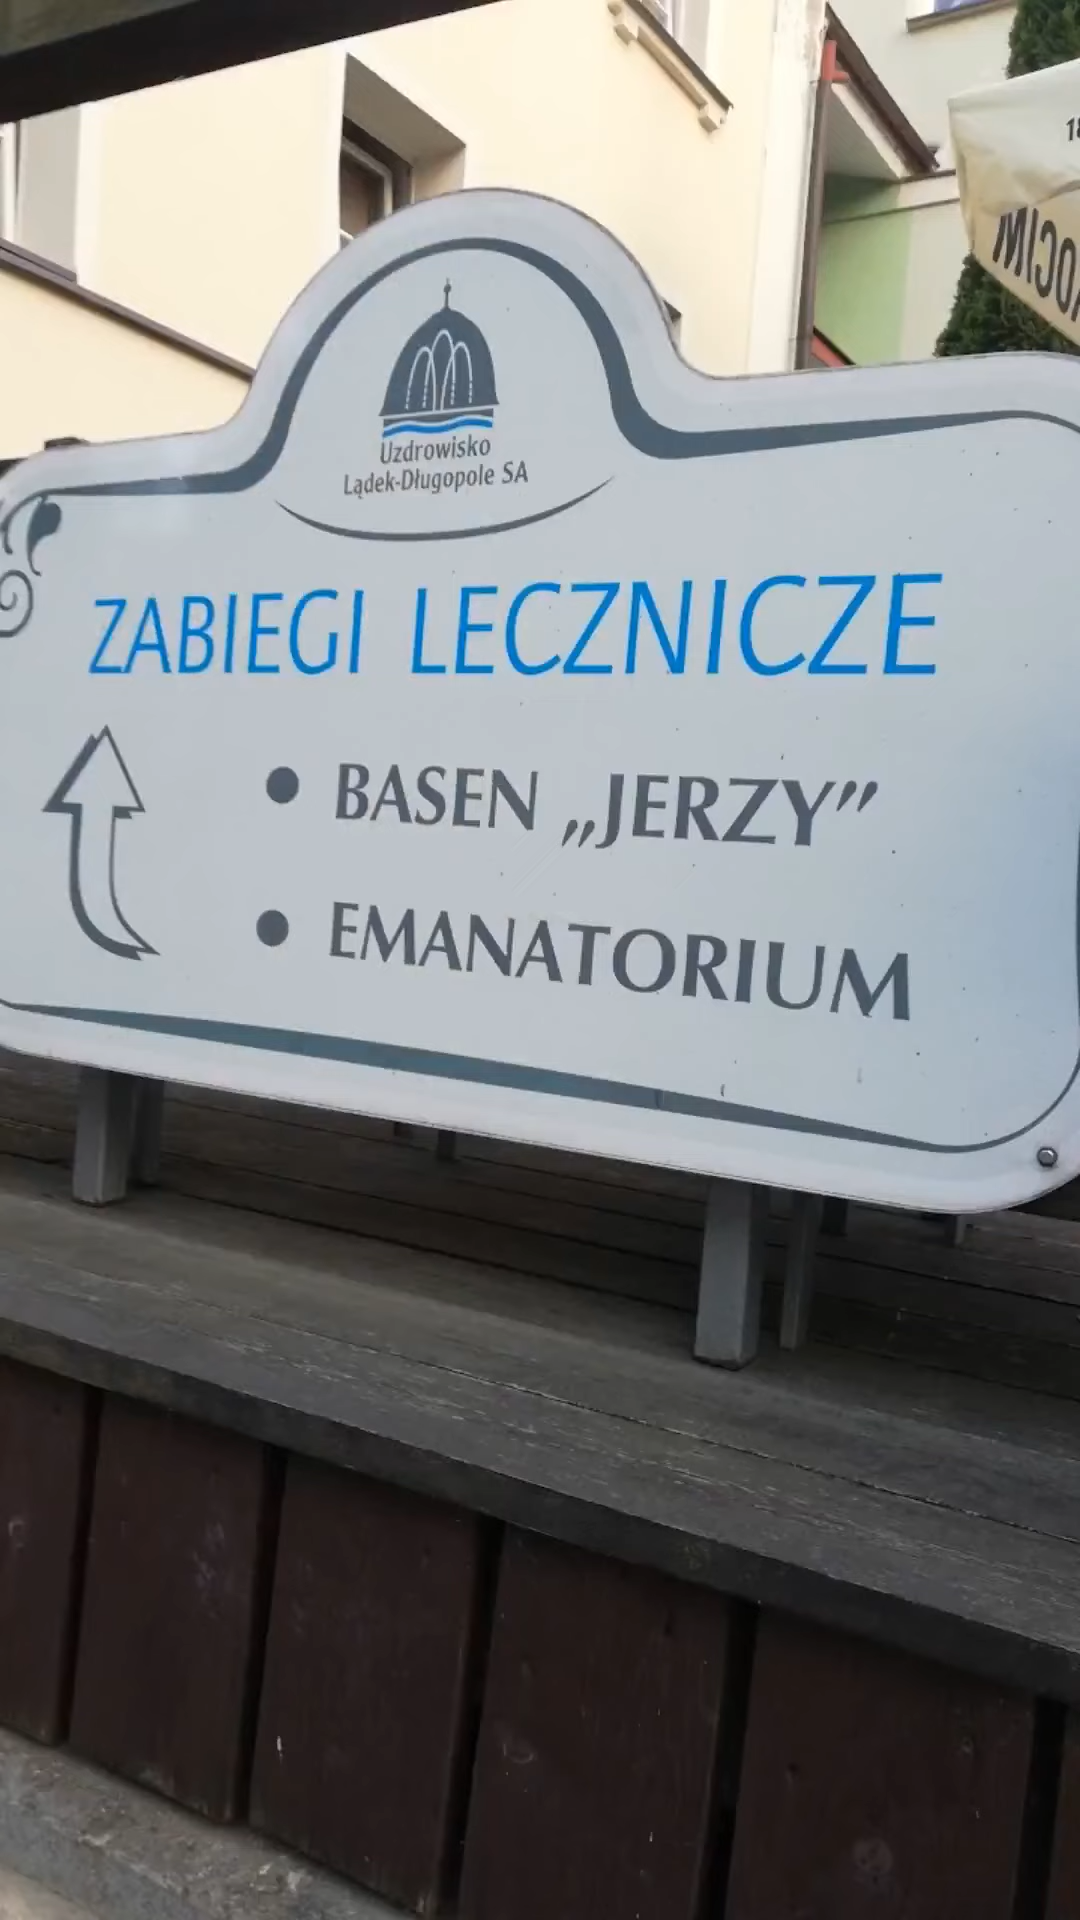 Uzdrowisko
Lądek-Długopole SA
ZABIEGI LECZNICZE
• BASEN „JERZY”
• EMANATORIUM